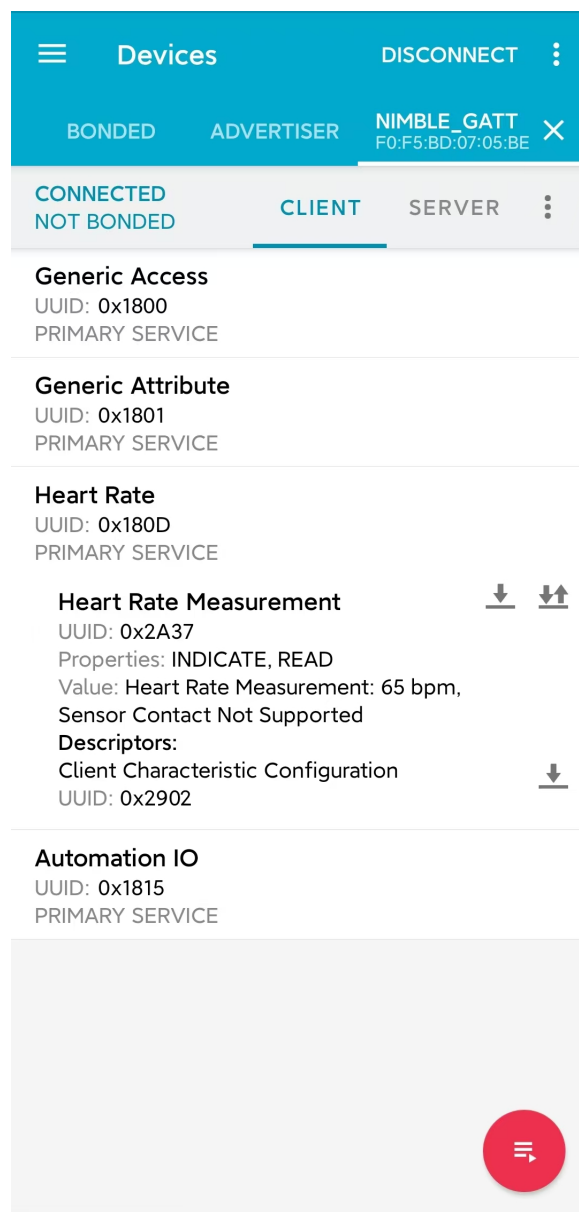 Devices DISCONNECT
BONDED ADVERTISER NIMBLE_GATT
F0:F5:BD:07:05:BE
CONNECTED
NOT BONDED
CLIENT SERVER
Generic Access
UUID: 0x1800
PRIMARY SERVICE
Generic Attribute
UUID: 0x1801
PRIMARY SERVICE
Heart Rate
UUID: 0x180D
PRIMARY SERVICE
Heart Rate Measurement
UUID: 0x2A37
Properties: INDICATE, READ
Value: Heart Rate Measurement: 65 bpm,
Sensor Contact Not Supported
Descriptors:
Client Characteristic Configuration
UUID: 0x2902
Automation IO
UUID: 0x1815
PRIMARY SERVICE